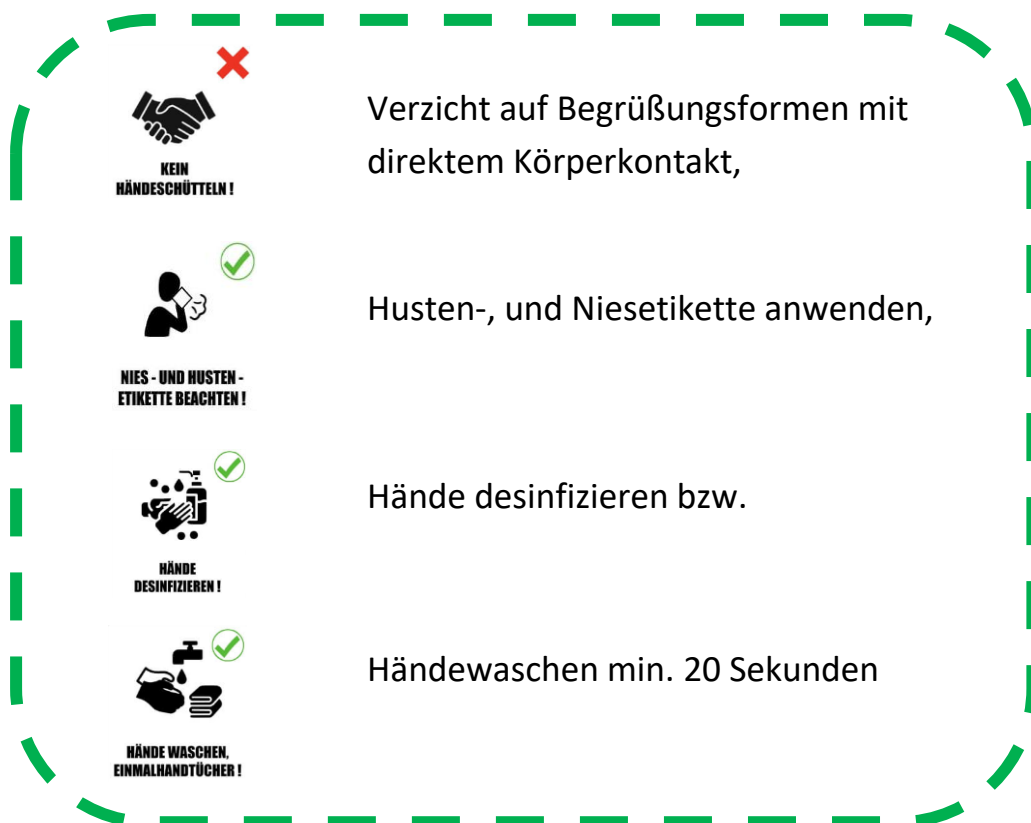 KEIN
HÄNDESCHÜTTELN !
Verzicht auf Begrüßungsformen mit
direktem Körperkontakt,
NIES - UND HUSTEN -
ETIKETTE BEACHTEN !
Husten-, und Niesetikette anwenden,
HÄNDE
DESINFIZIEREN !
Hände desinfizieren bzw.
HÄNDE WASCHEN,
EINMALHANDTÜCHER !
Händewaschen min. 20 Sekunden